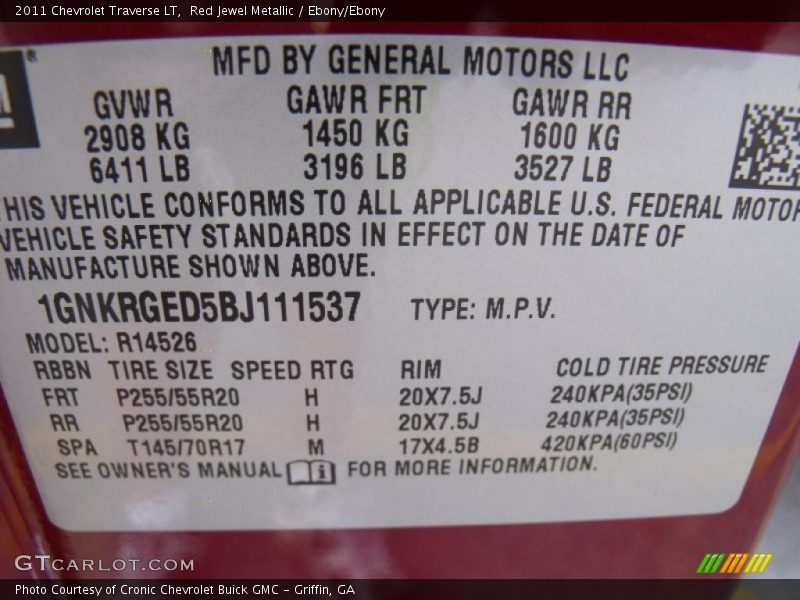 2011 Chevrolet Traverse LT, Red Jewel Metallic / Ebony/Ebony
MFD BY GENERAL MOTORS LLC
GVWR GAWR FRT GAWR RR
2908 KG 1450 KG 1600 KG
6411 LB 3196 LB 3527 LB
HIS VEHICLE CONFORMS TO ALL APPLICABLE U.S. FEDERAL MOTOR
VEHICLE SAFETY STANDARDS IN EFFECT ON THE DATE OF
MANUFACTURE SHOWN ABOVE.
1GNKRGED5BJ111537 TYPE: M.P.V.
MODEL: R14526
RBBN TIRE SIZE SPEED RTG RIM COLD TIRE PRESSURE
FRT P255/55R20 H 20X7.5J 240KPA(35PSI)
RR P255/55R20 H 20X7.5J 240KPA(35PSI)
SPA T145/70R17 M 17X4.5B 420KPA(60PSI)
SEE OWNER'S MANUAL FOR MORE INFORMATION.
GTCARLOT.COM
Photo Courtesy of Cronic Chevrolet Buick GMC - Griffin, GA